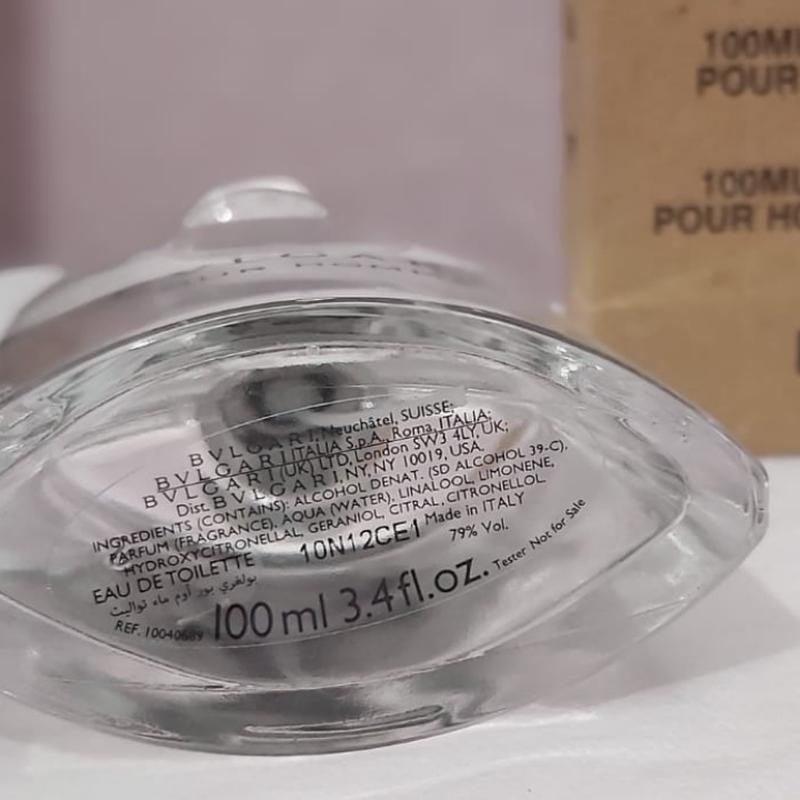 100ML
POUR
100ML
POUR HO
BVLGARI, Neuchâtel, SUISSE;
BVLGARI ITALIA S.p.A., Roma, ITALIA;
BVLGARI (UK) LTD, London SW3 4LY, UK;
Dist. BVLGARI, NY, NY 10019, USA.
INGREDIENTS (CONTAINS): ALCOHOL DENAT. (SD ALCOHOL 39-C),
PARFUM (FRAGRANCE), AQUA (WATER), LINALOOL, LIMONENE,
HYDROXYCITRONELLAL, GERANIOL, CITRAL, CITRONELLOL
EAU DE TOILETTE 10N12CE1 Made in ITALY
بولغري بور أوم ماء تواليت 79% Vol.
REF. 10040689 100 ml 3.4 fl.oz. Tester Not for Sale